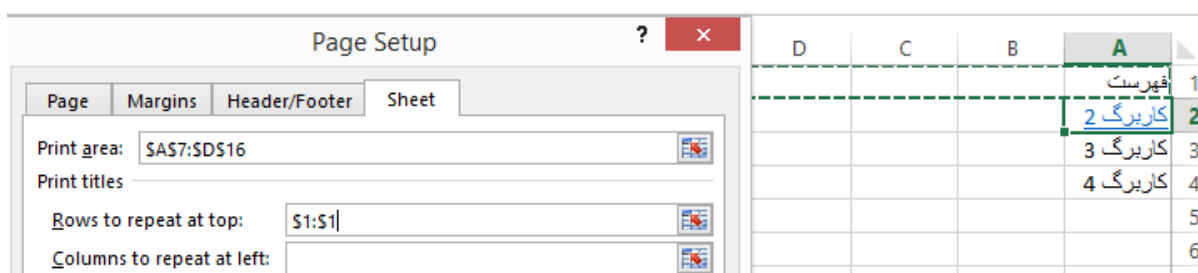 Page Setup ? ×
Page Margins Header/Footer Sheet
Print area: $A$7:$D$16
Print titles
Rows to repeat at top: $1:$1
Columns to repeat at left:
D C B A
فهرست 1
کاربرگ 2 2
کاربرگ 3 3
کاربرگ 4 4
5
6